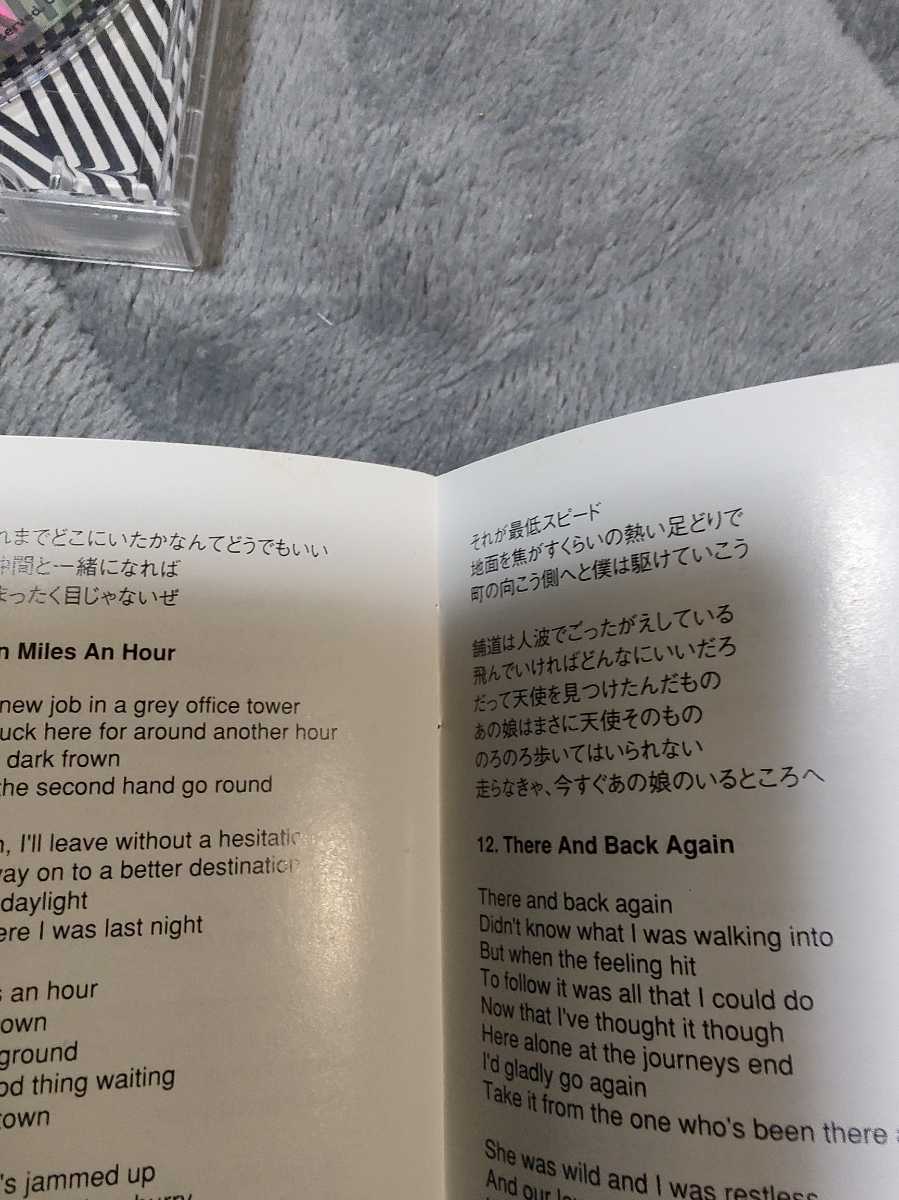 served.
れまでどこにいたかなんてどうでもいい
仲間と一緒になれば
まったく目じゃないぜ
n Miles An Hour
new job in a grey office tower
uck here for around another hour
dark frown
the second hand go round
n, I'll leave without a hesitatic
vay on to a better destination
daylight
ere I was last night
s an hour
own
ground
od thing waiting
town
's jammed up
それが最低スピード
地面を焦がすくらいの熱い足どりで
町の向こう側へと僕は駆けていこう
舗道は人波でごったがえしている
飛んでいければどんなにいいだろ
だって天使を見つけたんだもの
あの娘はまさに天使そのもの
のろのろ歩いてはいられない
走らなきゃ、今すぐあの娘のいるところへ
12. There And Back Again
There and back again
Didn't know what I was walking into
But when the feeling hit
To follow it was all that I could do
Now that I've thought it though
Here alone at the journeys end
I'd gladly go again
Take it from the one who's been there
She was wild and I was restless
And our